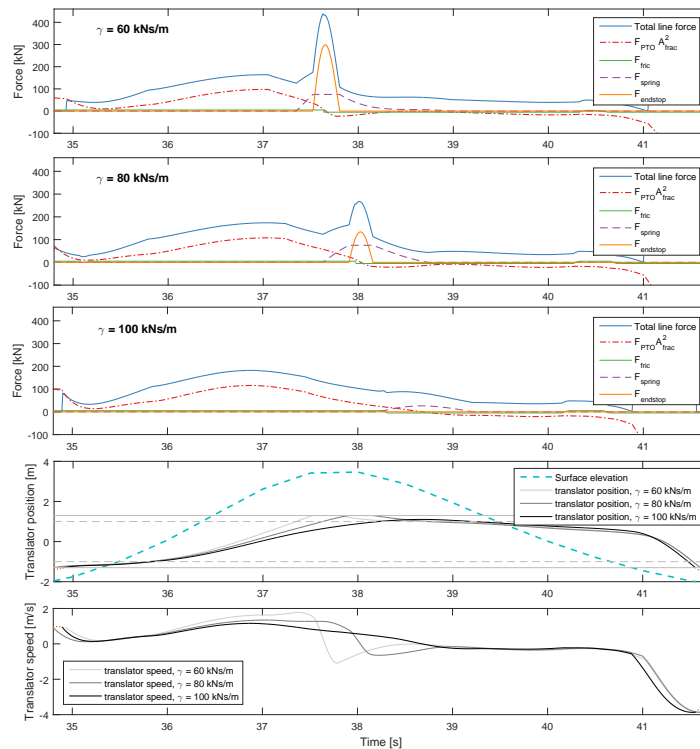 γ = 60 kNs/m
Force [kN]
400
300
200
100
0
-100
Total line force
F_PTO A²_frac
F_fric
F_spring
F_endstop
35 36 37 38 39 40 41
γ = 80 kNs/m
Force [kN]
400
300
200
100
0
-100
Total line force
F_PTO A²_frac
F_fric
F_spring
F_endstop
35 36 37 38 39 40 41
γ = 100 kNs/m
Force [kN]
400
300
200
100
0
-100
Total line force
F_PTO A²_frac
F_fric
F_spring
F_endstop
35 36 37 38 39 40 41
Translator position [m]
4
2
0
-2
Surface elevation
translator position, γ = 60 kNs/m
translator position, γ = 80 kNs/m
translator position, γ = 100 kNs/m
35 36 37 38 39 40 41
Translator speed [m/s]
2
0
-2
-4
translator speed, γ = 60 kNs/m
translator speed, γ = 80 kNs/m
translator speed, γ = 100 kNs/m
35 36 37 38 39 40 41
Time [s]